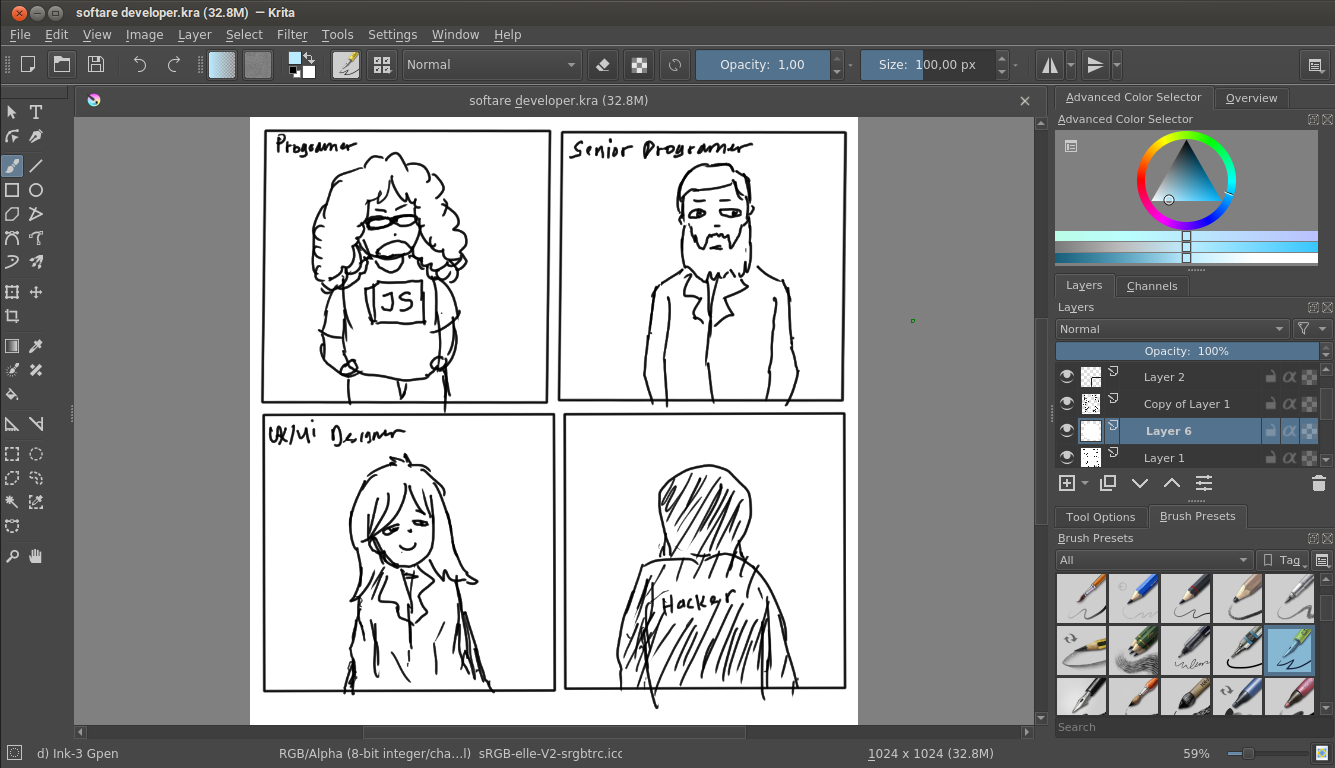 softare developer.kra (32.8M) — Krita
File Edit View Image Layer Select Filter Tools Settings Window Help
Normal Opacity: 1,00 Size: 100,00 px
softare developer.kra (32.8M)
Advanced Color Selector Overview
Advanced Color Selector
Progamer
Senior Programer
JS
UX/Ui Designer
Hacker
Layers Channels
Layers
Normal
Opacity: 100%
Layer 2
Copy of Layer 1
Layer 6
Layer 1
Tool Options Brush Presets
Brush Presets
All Tag
Search
d) Ink-3 Gpen RGB/Alpha (8-bit integer/cha...l) sRGB-elle-V2-srgbtrc.icc 1024 x 1024 (32.8M) 59%